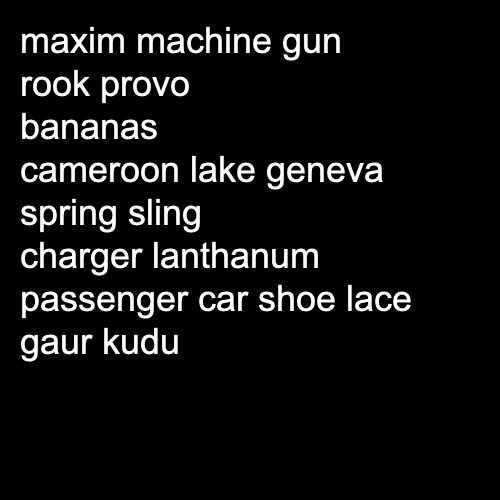 maxim machine gun
rook provo
bananas
cameroon lake geneva
spring sling
charger lanthanum
passenger car shoe lace
gaur kudu